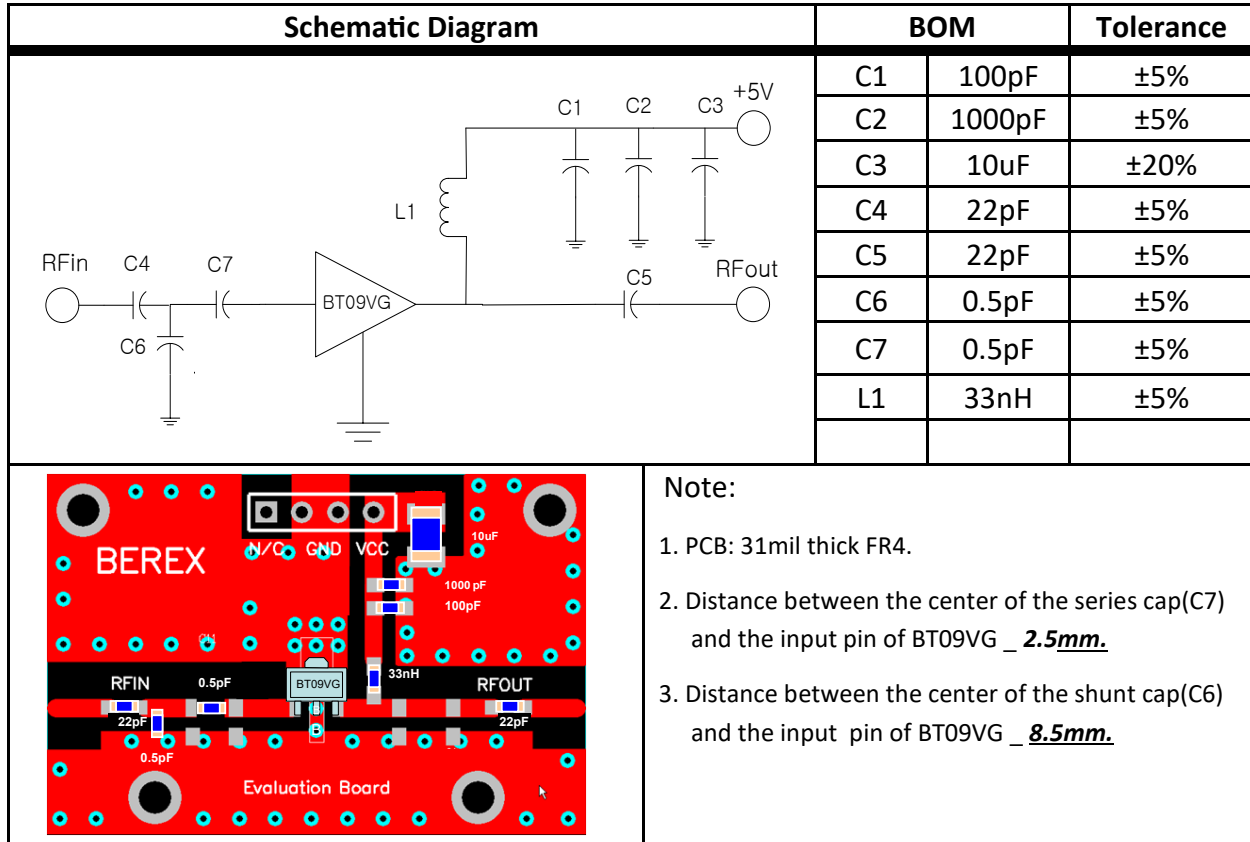 Schematic Diagram
BOM
Tolerance
C1 100pF ±5%
C2 1000pF ±5%
C3 10uF ±20%
C4 22pF ±5%
C5 22pF ±5%
C6 0.5pF ±5%
C7 0.5pF ±5%
L1 33nH ±5%
C1 C2 C3 +5V
L1
RFin C4 C7
BT09VG
C5 RFout
C6
BEREX
N/C GND VCC
10uF
1000 pF
100pF
33nH
RFIN 0.5pF
BT09VG
RFOUT
22pF
22pF
0.5pF
Evaluation Board
Note:
1. PCB: 31mil thick FR4.
2. Distance between the center of the series cap(C7)
and the input pin of BT09VG _ 2.5mm.
3. Distance between the center of the shunt cap(C6)
and the input pin of BT09VG _ 8.5mm.